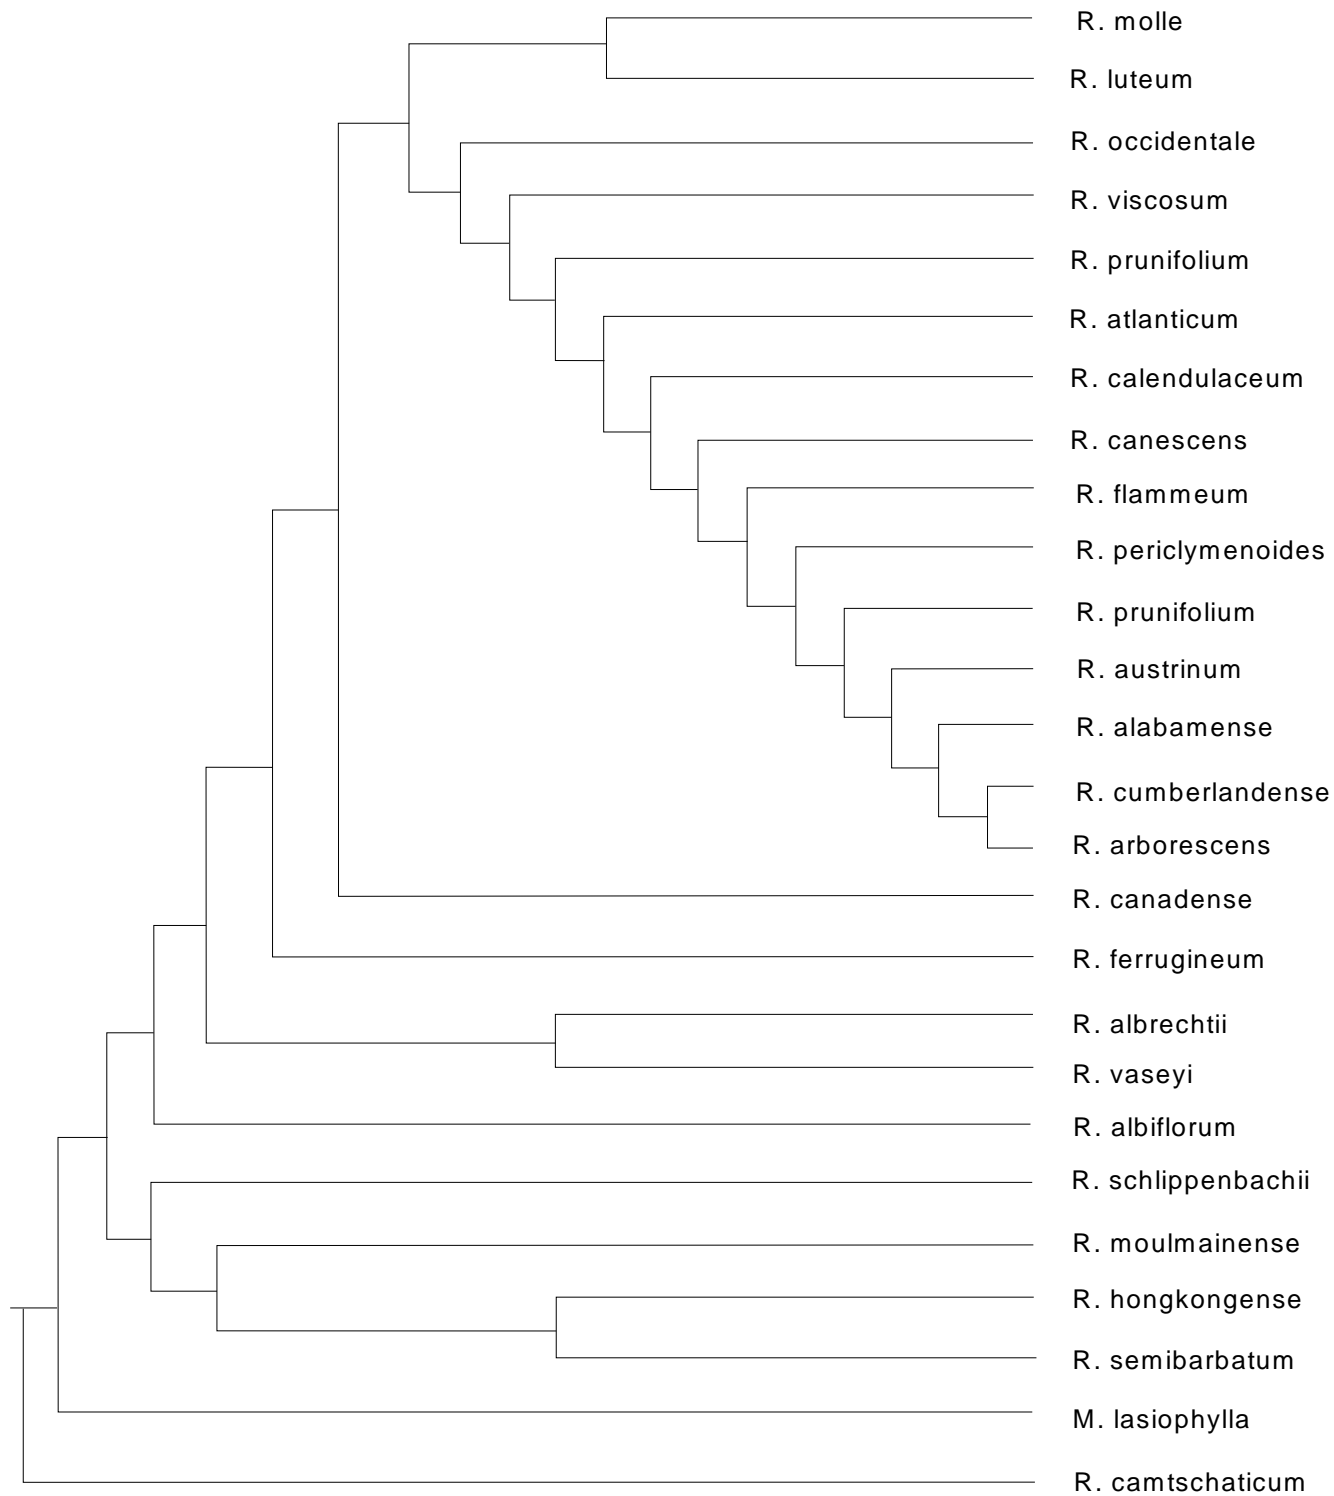 R. molle
R. luteum
R. occidentale
R. viscosum
R. prunifolium
R. atlanticum
R. calendulaceum
R. canescens
R. flammeum
R. periclymenoides
R. prunifolium
R. austrinum
R. alabamense
R. cumberlandense
R. arborescens
R. canadense
R. ferrugineum
R. albrechtii
R. vaseyi
R. albiflorum
R. schlippenbachii
R. moulmainense
R. hongkongense
R. semibarbatum
M. lasiophylla
R. camtschaticum